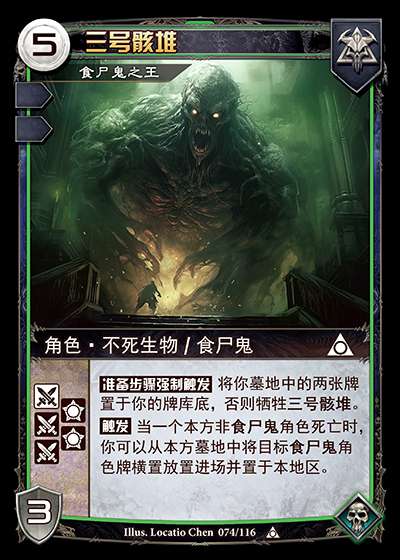 5
三号骸堆
食尸鬼之王
角色·不死生物 / 食尸鬼
准备步骤强制触发 将你墓地中的两张牌
置于你的牌库底，否则牺牲三号骸堆。
触发 当一个本方非食尸鬼角色死亡时，
你可以从本方墓地中将目标食尸鬼角
色牌横置放置进场并置于本地区。
3
Illus. Locatio Chen 074/116